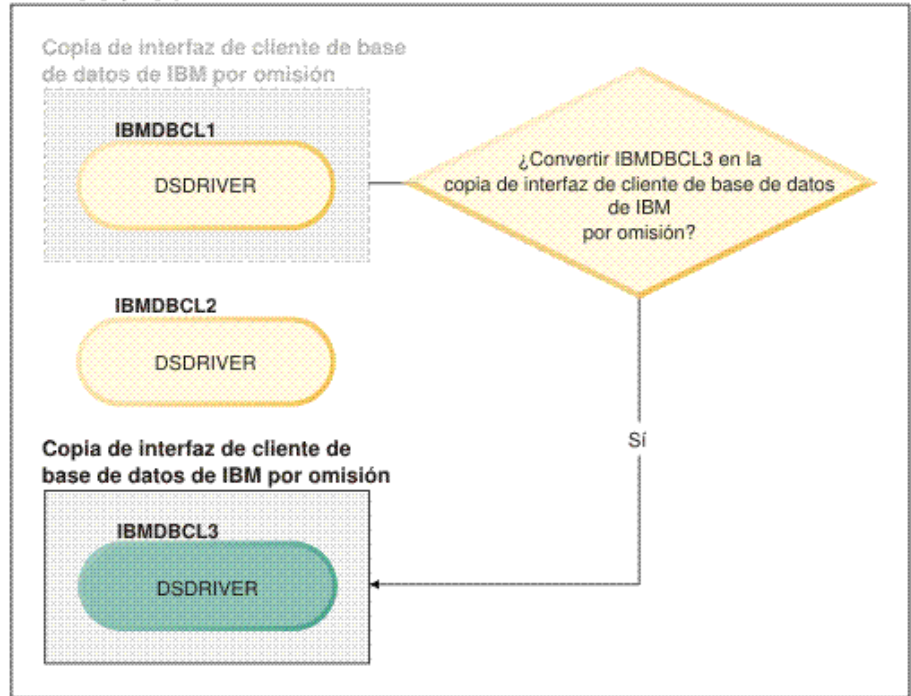 Copia de interfaz de cliente de base
de datos de IBM por omisión
IBMDBCL1
DSDRIVER
¿Convertir IBMDBCL3 en la
copia de interfaz de cliente de base de datos
de IBM
por omisión?
IBMDBCL2
DSDRIVER
Sí
Copia de interfaz de cliente de
base de datos de IBM por omisión
IBMDBCL3
DSDRIVER